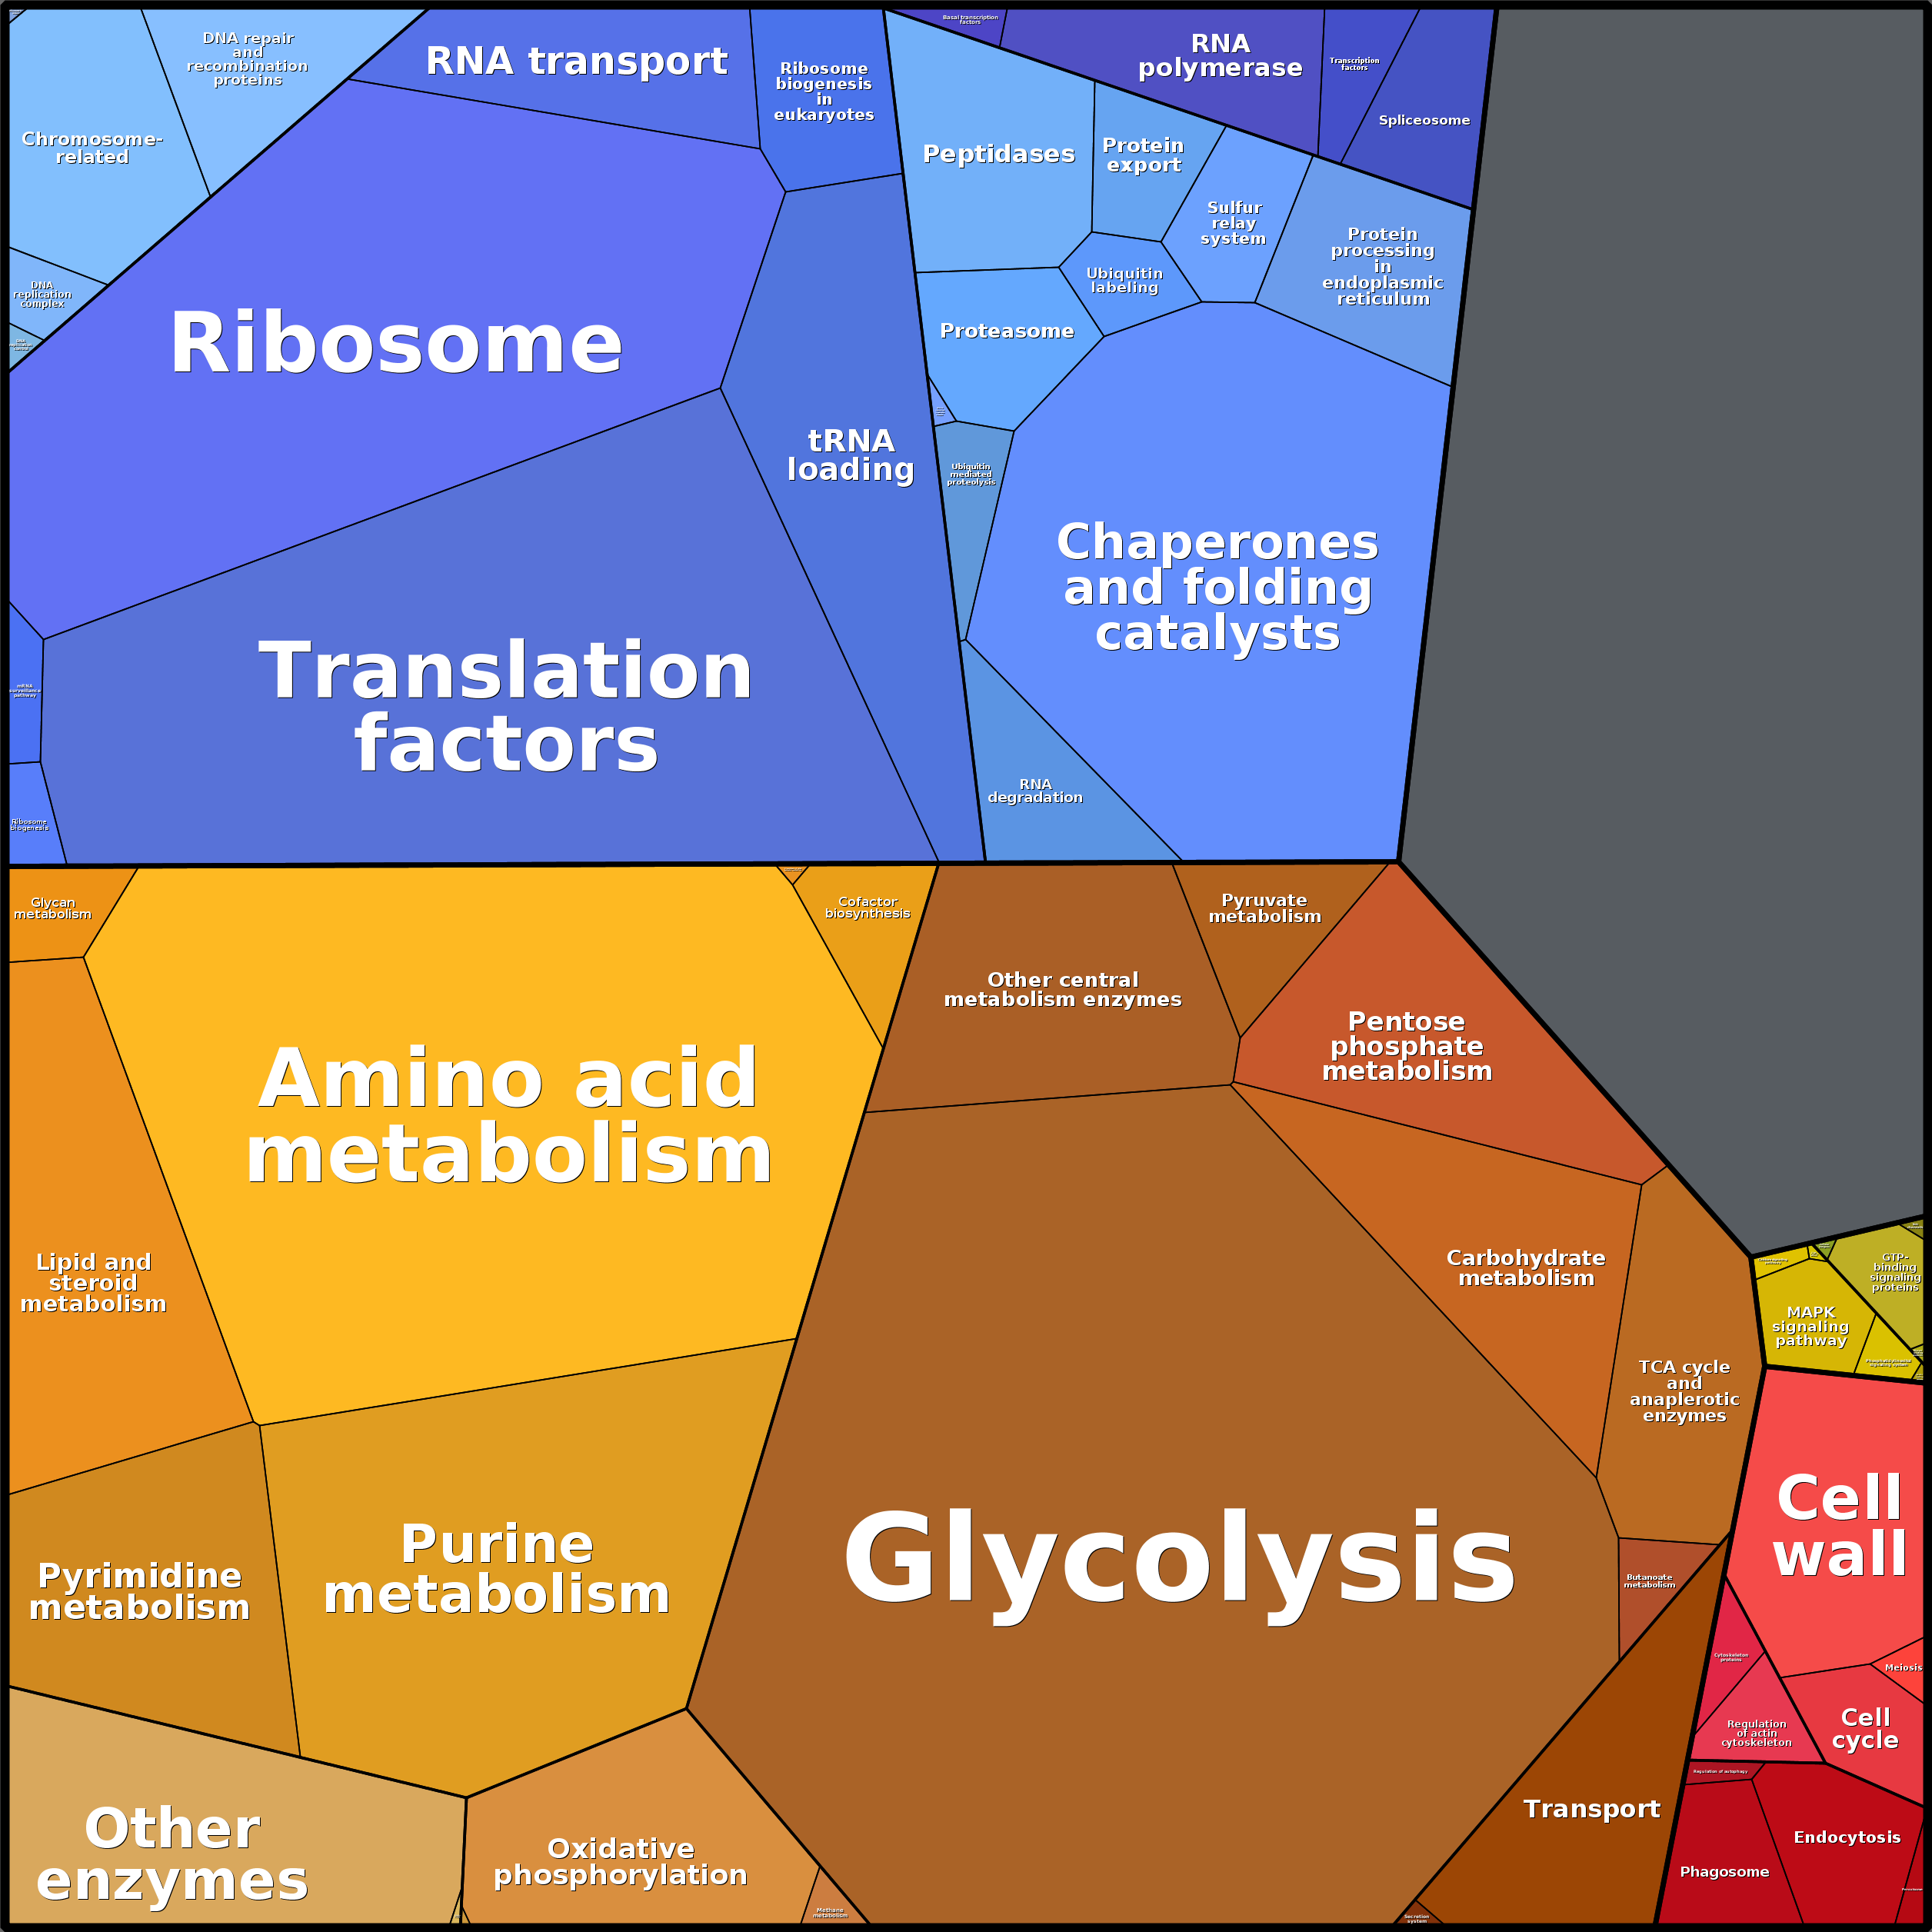 DNA repair
and
recombination
proteins
Chromosome-
related
DNA
replication
complex
RNA transport
Ribosome
biogenesis
in
eukaryotes
Ribosome
tRNA
loading
Translation
factors
mRNA
surveillance
pathway
Ribosome
biogenesis
Basal transcription
factors
RNA
polymerase
Transcription
factors
Spliceosome
Peptidases
Protein
export
Sulfur
relay
system
Protein
processing
in
endoplasmic
reticulum
Ubiquitin
labeling
Proteasome
Ubiquitin
mediated
proteolysis
Chaperones
and folding
catalysts
RNA
degradation
Glycan
metabolism
Cofactor
biosynthesis
Amino acid
metabolism
Lipid and
steroid
metabolism
Purine
metabolism
Pyrimidine
metabolism
Other
enzymes
Oxidative
phosphorylation
Methane
metabolism
Other central
metabolism enzymes
Pyruvate
metabolism
Pentose
phosphate
metabolism
Carbohydrate
metabolism
TCA cycle
and
anaplerotic
enzymes
Glycolysis
Butanoate
metabolism
Transport
Secretion
system
GTP-
binding
signaling
proteins
MAPK
signaling
pathway
Cell
wall
Meiosis
Cytoskeleton
proteins
Regulation
of actin
cytoskeleton
Cell
cycle
Regulation of autophagy
Phagosome
Endocytosis